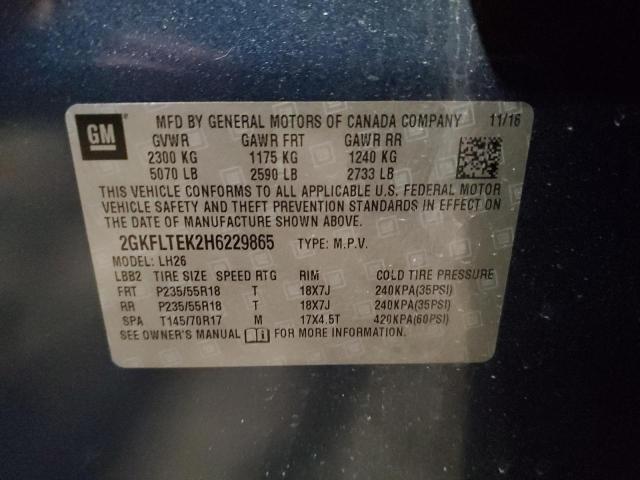 GM MFD BY GENERAL MOTORS OF CANADA COMPANY 11/16
GVWR GAWR FRT GAWR RR
2300 KG 1175 KG 1240 KG
5070 LB 2590 LB 2733 LB
THIS VEHICLE CONFORMS TO ALL APPLICABLE U.S. FEDERAL MOTOR
VEHICLE SAFETY AND THEFT PREVENTION STANDARDS IN EFFECT ON
THE DATE OF MANUFACTURE SHOWN ABOVE.
2GKFLTEK2H6229865 TYPE: M.P.V.
MODEL: LH26
LBB2 TIRE SIZE SPEED RTG RIM COLD TIRE PRESSURE
FRT P235/55R18 T 18X7J 240KPA(35PSI)
RR P235/55R18 T 18X7J 240KPA(35PSI)
SPA T145/70R17 M 17X4.5T 420KPA(60PSI)
SEE OWNER'S MANUAL FOR MORE INFORMATION.